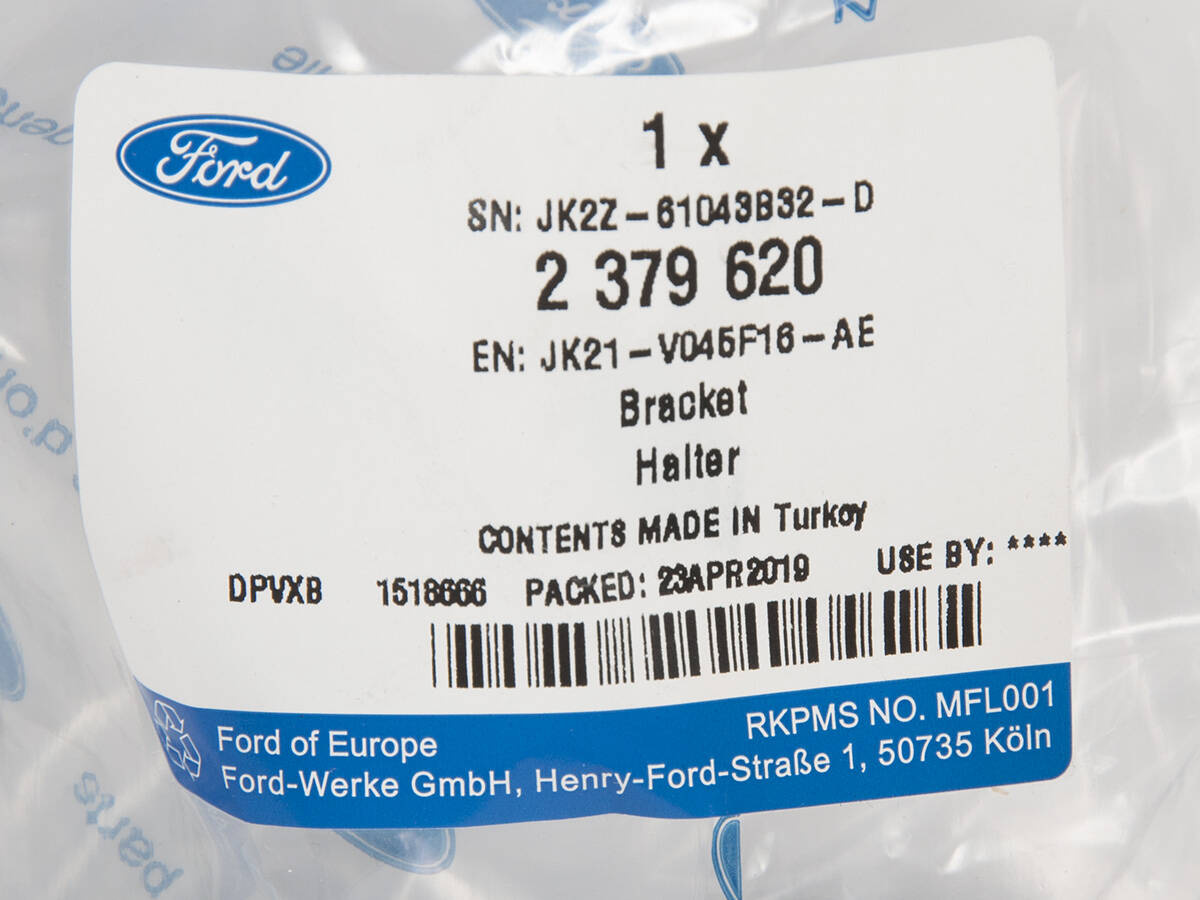 Ford
1 x
SN: JK2Z-61043B32-D
2 379 620
EN: JK21-V045F16-AE
Bracket
Halter
CONTENTS MADE IN Turkey
DPVXB 1518666 PACKED: 23APR2019 USE BY: ****
RKPMS NO. MFL001
Ford of Europe
Ford-Werke GmbH, Henry-Ford-Straße 1, 50735 Köln
parts